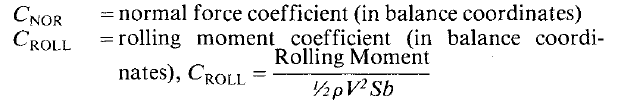 C_NOR = normal force coefficient (in balance coordinates)
C_ROLL = rolling moment coefficient (in balance coordi-
nates), C_ROLL = Rolling Moment / ½ρV²Sb